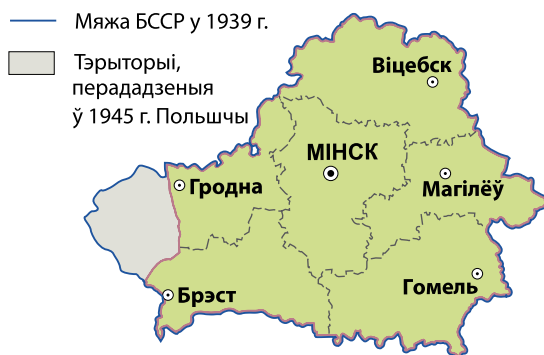 Мяжа БССР у 1939 г.
Тэрыторыі,
перададзеныя
ў 1945 г. Польшчы
Віцебск
МІНСК
Гродна
Магілёў
Гомель
Брэст